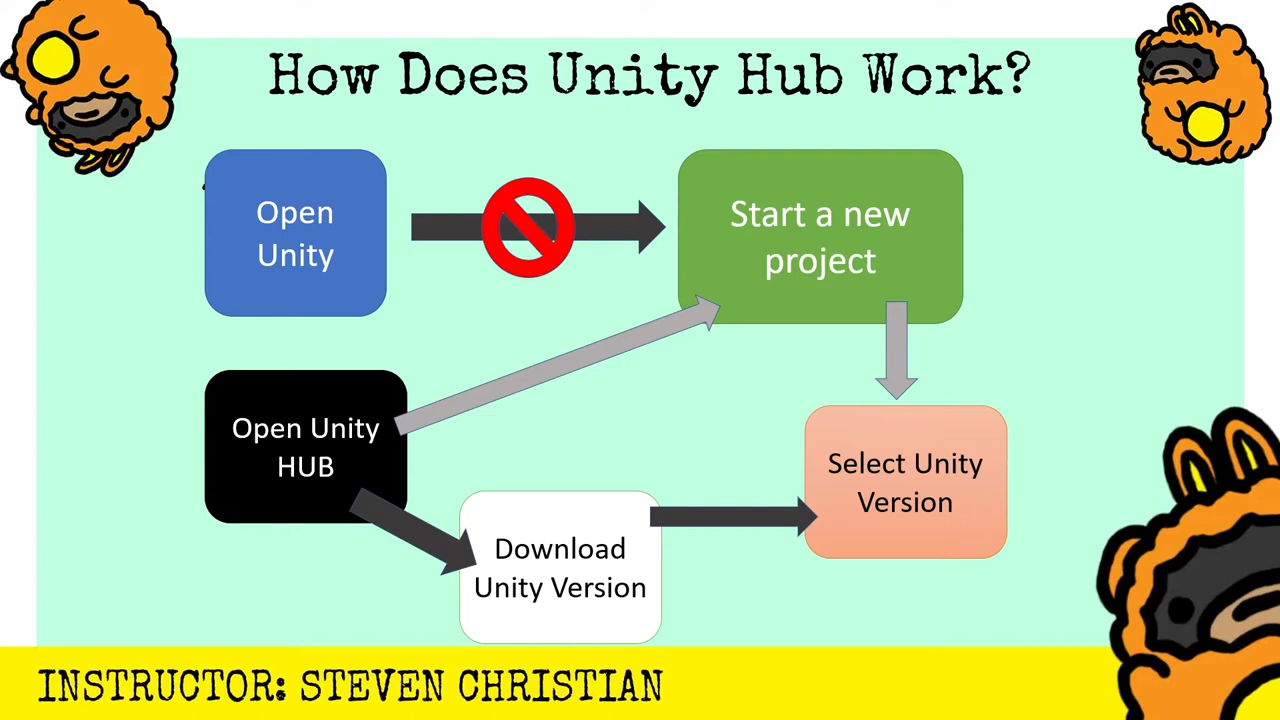 How Does Unity Hub Work?
Open
Unity
Start a new
project
Open Unity
HUB
Select Unity
Version
Download
Unity Version
INSTRUCTOR: STEVEN CHRISTIAN